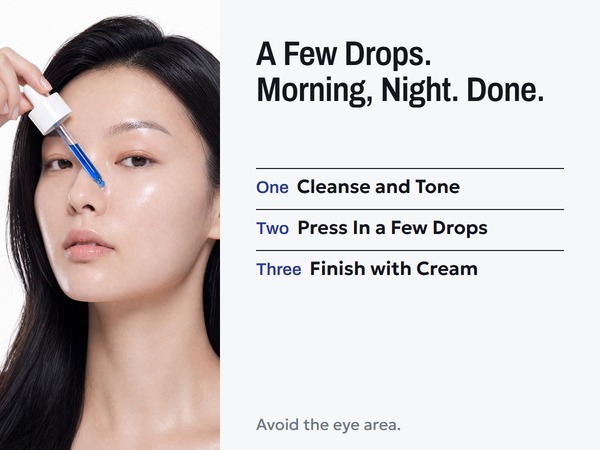 A Few Drops.
Morning, Night. Done.
One Cleanse and Tone
Two Press In a Few Drops
Three Finish with Cream
Avoid the eye area.